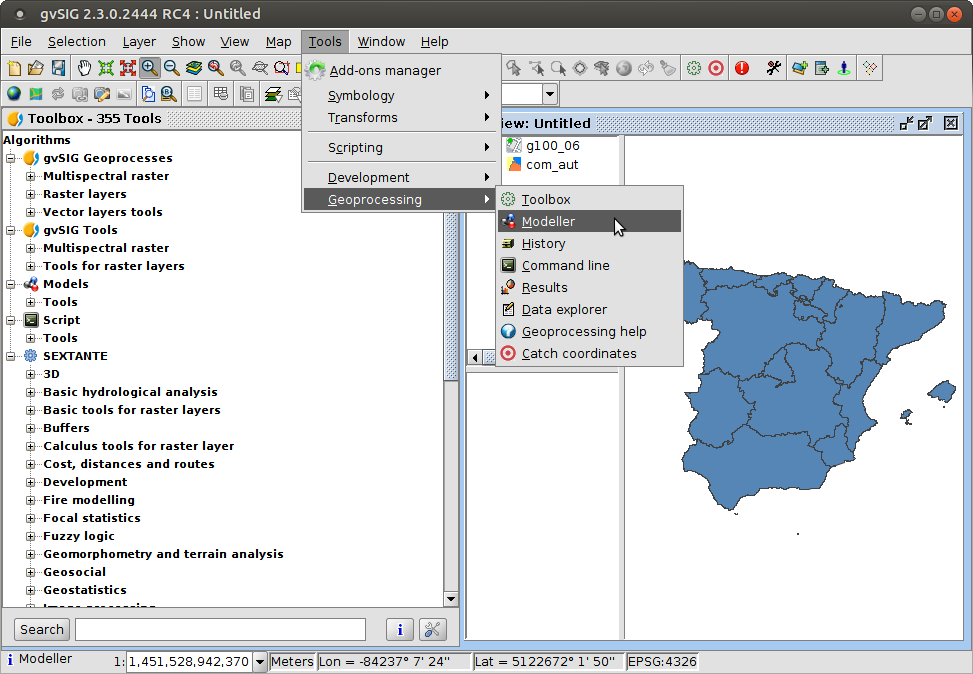 gvSIG 2.3.0.2444 RC4 : Untitled
File Selection Layer Show View Map Tools Window Help
Add-ons manager
Symbology
Transforms
Scripting
Development
Geoprocessing
Toolbox
Modeller
History
Command line
Results
Data explorer
Geoprocessing help
Catch coordinates
Toolbox - 355 Tools
Algorithms
gvSIG Geoprocesses
Multispectral raster
Raster layers
Vector layers tools
gvSIG Tools
Multispectral raster
Tools for raster layers
Models
Tools
Script
Tools
SEXTANTE
3D
Basic hydrological analysis
Basic tools for raster layers
Buffers
Calculus tools for raster layer
Cost, distances and routes
Development
Fire modelling
Focal statistics
Fuzzy logic
Geomorphometry and terrain analysis
Geosocial
Geostatistics
Search
iew: Untitled
g100_06
com_aut
Modeller 1: 1,451,528,942,370 Meters Lon = -84237° 7' 24" Lat = 5122672° 1' 50" EPSG:4326